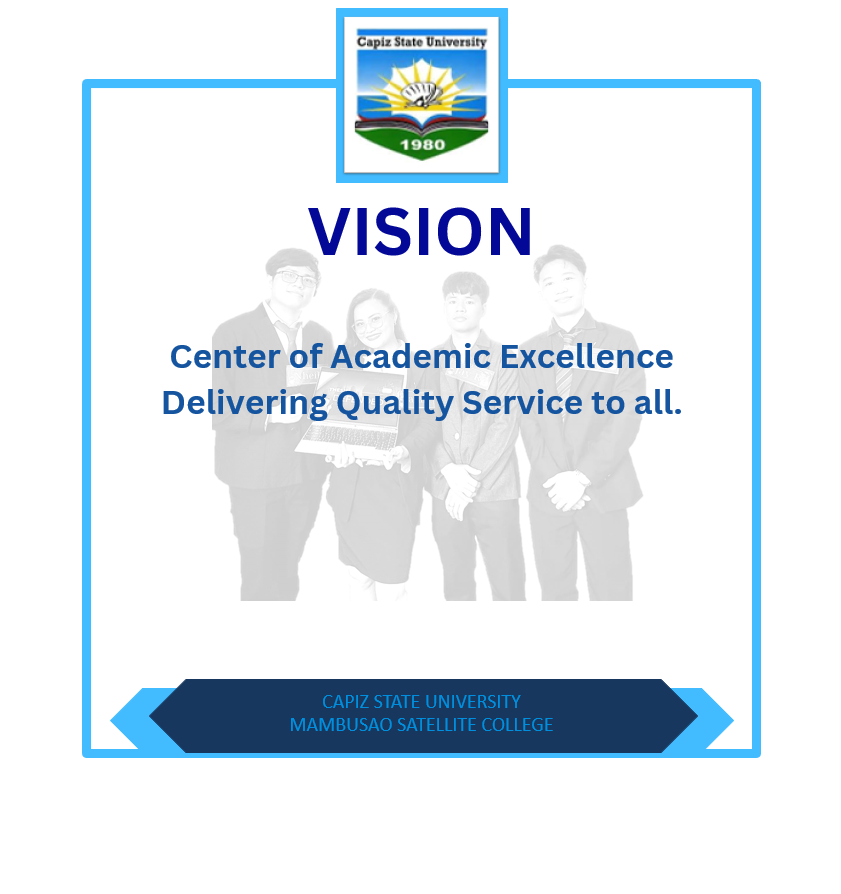 Capiz State University
1980
VISION
Center of Academic Excellence
Delivering Quality Service to all.
CAPIZ STATE UNIVERSITY
MAMBUSAO SATELLITE COLLEGE